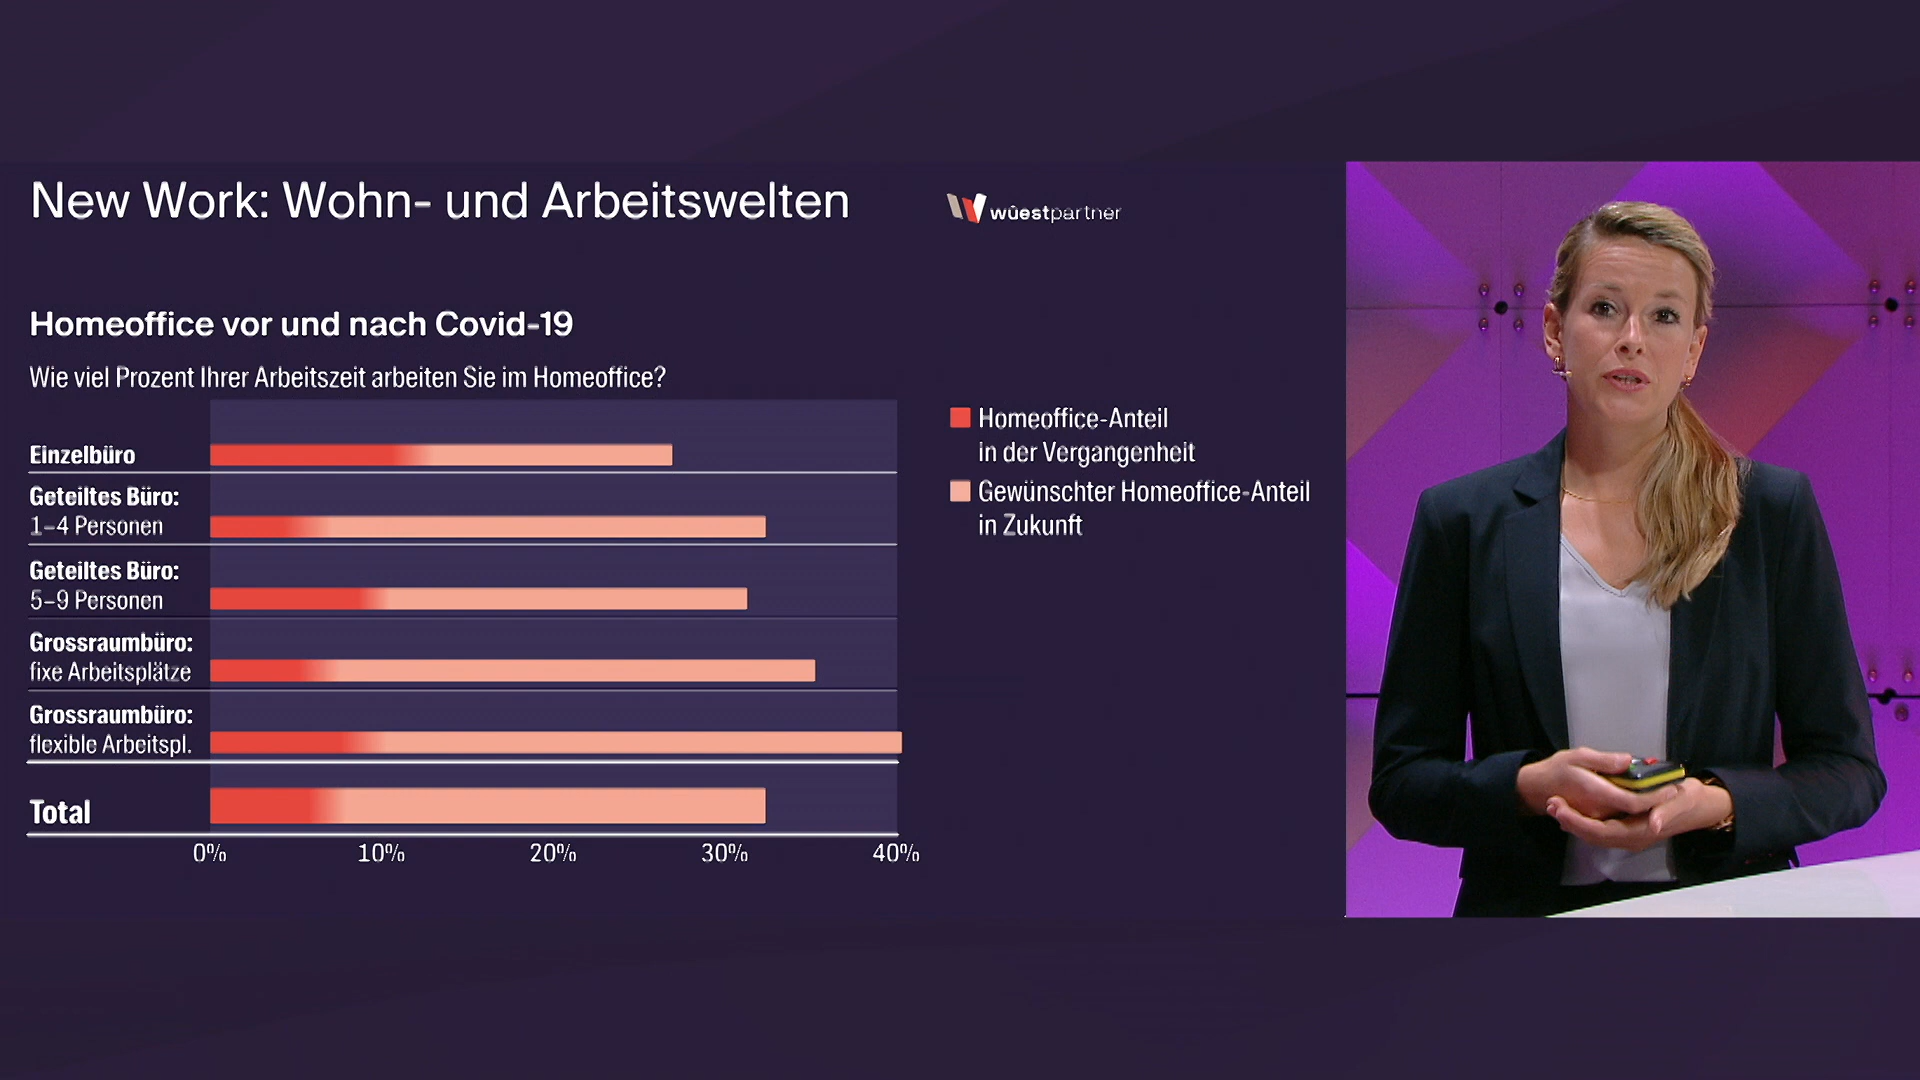 New Work: Wohn- und Arbeitswelten
wüestpartner
Homeoffice vor und nach Covid-19
Wie viel Prozent Ihrer Arbeitszeit arbeiten Sie im Homeoffice?
Homeoffice-Anteil
in der Vergangenheit
Gewünschter Homeoffice-Anteil
in Zukunft
Einzelbüro
Geteiltes Büro:
1–4 Personen
Geteiltes Büro:
5–9 Personen
Grossraumbüro:
fixe Arbeitsplätze
Grossraumbüro:
flexible Arbeitspl.
Total
0% 10% 20% 30% 40%